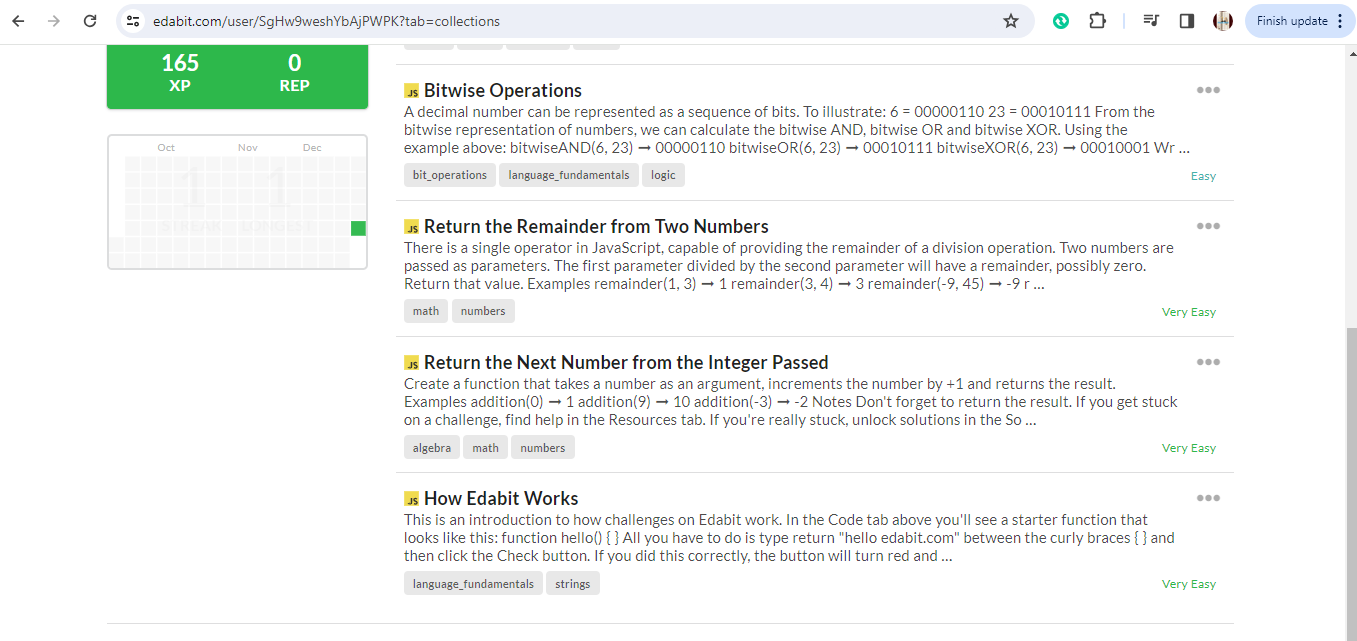 edabit.com/user/SgHw9weshYbAjPWPK?tab=collections
Finish update
165
XP
0
REP
Oct Nov Dec
1 1
STREAK LONGEST
JS Bitwise Operations
A decimal number can be represented as a sequence of bits. To illustrate: 6 = 00000110 23 = 00010111 From the
bitwise representation of numbers, we can calculate the bitwise AND, bitwise OR and bitwise XOR. Using the
example above: bitwiseAND(6, 23) ➞ 00000110 bitwiseOR(6, 23) ➞ 00010111 bitwiseXOR(6, 23) ➞ 00010001 Wr ...
bit_operations language_fundamentals logic
Easy
JS Return the Remainder from Two Numbers
There is a single operator in JavaScript, capable of providing the remainder of a division operation. Two numbers are
passed as parameters. The first parameter divided by the second parameter will have a remainder, possibly zero.
Return that value. Examples remainder(1, 3) ➞ 1 remainder(3, 4) ➞ 3 remainder(-9, 45) ➞ -9 r ...
math numbers
Very Easy
JS Return the Next Number from the Integer Passed
Create a function that takes a number as an argument, increments the number by +1 and returns the result.
Examples addition(0) ➞ 1 addition(9) ➞ 10 addition(-3) ➞ -2 Notes Don't forget to return the result. If you get stuck
on a challenge, find help in the Resources tab. If you're really stuck, unlock solutions in the So ...
algebra math numbers
Very Easy
JS How Edabit Works
This is an introduction to how challenges on Edabit work. In the Code tab above you'll see a starter function that
looks like this: function hello() { } All you have to do is type return "hello edabit.com" between the curly braces { } and
then click the Check button. If you did this correctly, the button will turn red and ...
language_fundamentals strings
Very Easy